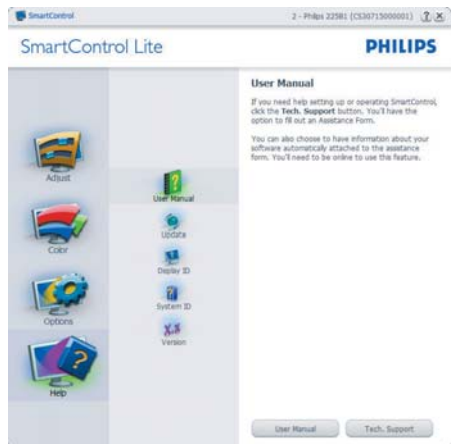 SmartControl
2 - Philips 225B1 (CS30715000001)
? X
SmartControl Lite
PHILIPS
Adjust
Color
Options
Help
User Manual
Update
Display ID
System ID
Version
User Manual
If you need help setting up or operating SmartControl,
click the Tech. Support button. You'll have the
option to fill out an Assistance Form.
You can also choose to have information about your
software automatically attached to the assistance
form. You'll need to be online to use this feature.
User Manual
Tech. Support